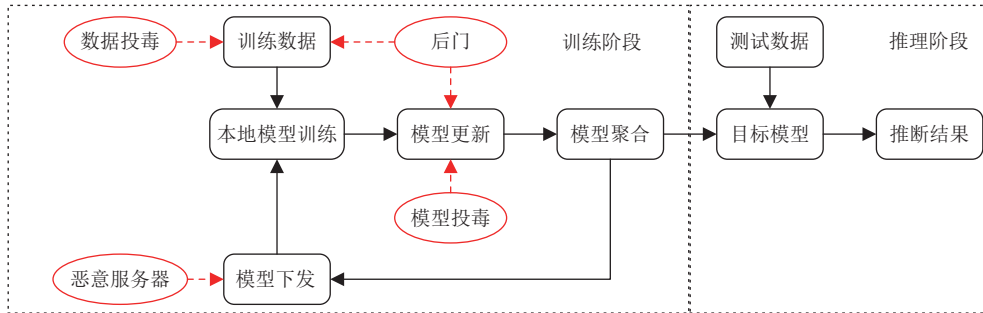 数据投毒
训练数据
后门
训练阶段
测试数据
推理阶段
本地模型训练
模型更新
模型聚合
目标模型
推断结果
模型投毒
恶意服务器
模型下发